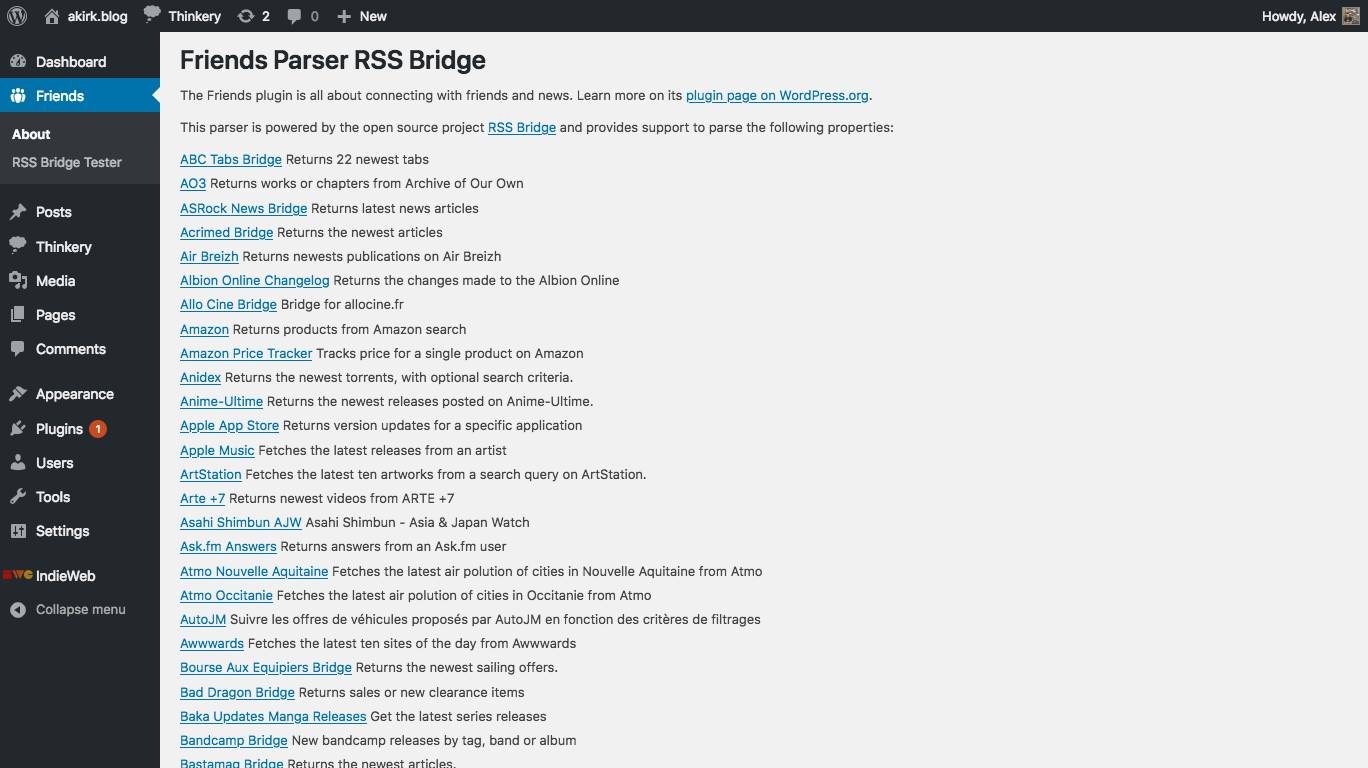 akirk.blog Thinkery 2 0 New Howdy, Alex
Dashboard
Friends
About
RSS Bridge Tester
Posts
Thinkery
Media
Pages
Comments
Appearance
Plugins 1
Users
Tools
Settings
IndieWeb
Collapse menu
Friends Parser RSS Bridge
The Friends plugin is all about connecting with friends and news. Learn more on its plugin page on WordPress.org.
This parser is powered by the open source project RSS Bridge and provides support to parse the following properties:
ABC Tabs Bridge Returns 22 newest tabs
AO3 Returns works or chapters from Archive of Our Own
ASRock News Bridge Returns latest news articles
Acrimed Bridge Returns the newest articles
Air Breizh Returns newests publications on Air Breizh
Albion Online Changelog Returns the changes made to the Albion Online
Allo Cine Bridge Bridge for allocine.fr
Amazon Returns products from Amazon search
Amazon Price Tracker Tracks price for a single product on Amazon
Anidex Returns the newest torrents, with optional search criteria.
Anime-Ultime Returns the newest releases posted on Anime-Ultime.
Apple App Store Returns version updates for a specific application
Apple Music Fetches the latest releases from an artist
ArtStation Fetches the latest ten artworks from a search query on ArtStation.
Arte +7 Returns newest videos from ARTE +7
Asahi Shimbun AJW Asahi Shimbun - Asia & Japan Watch
Ask.fm Answers Returns answers from an Ask.fm user
Atmo Nouvelle Aquitaine Fetches the latest air polution of cities in Nouvelle Aquitaine from Atmo
Atmo Occitanie Fetches the latest air polution of cities in Occitanie from Atmo
AutoJM Suivre les offres de véhicules proposés par AutoJM en fonction des critères de filtrages
Awwwards Fetches the latest ten sites of the day from Awwwards
Bourse Aux Equipiers Bridge Returns the newest sailing offers.
Bad Dragon Bridge Returns sales or new clearance items
Baka Updates Manga Releases Get the latest series releases
Bandcamp Bridge New bandcamp releases by tag, band or album
Bastamag Bridge Returns the newest articles.